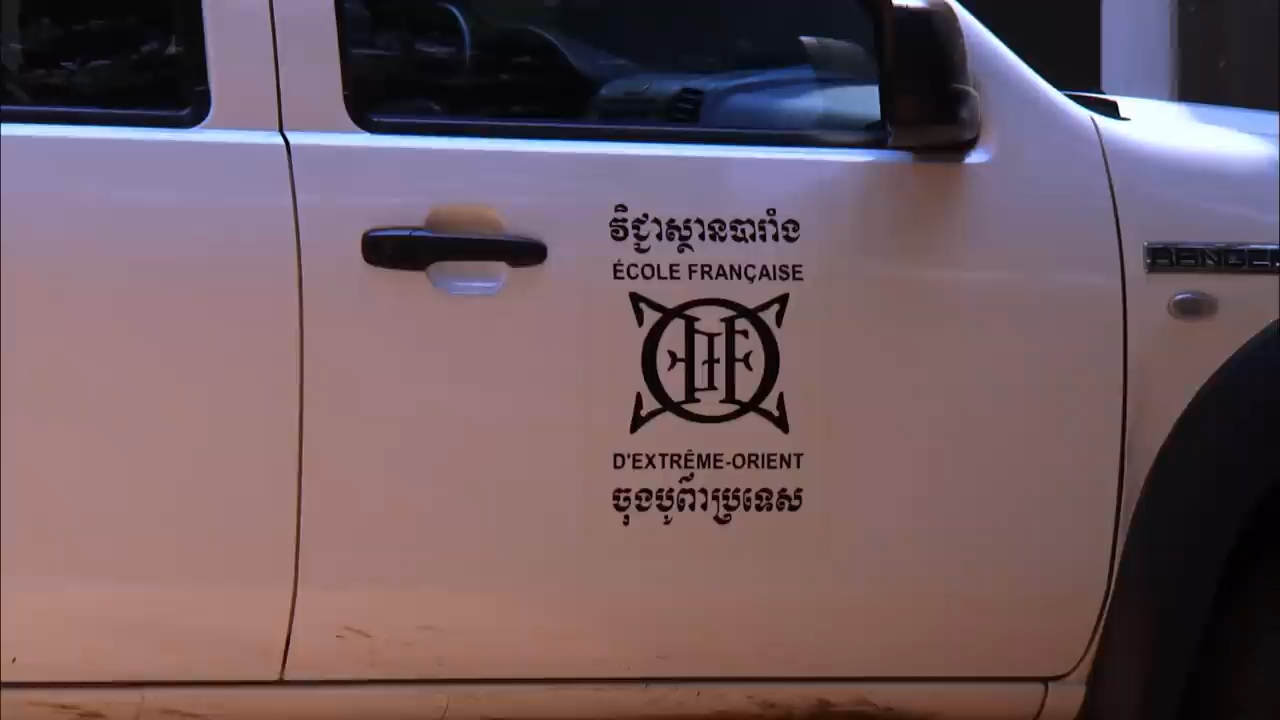 វិជ្ជាស្ថានបារាំង
ÉCOLE FRANÇAISE
EFEO
D'EXTRÊME-ORIENT
ចុងបូព៌ាប្រទេស